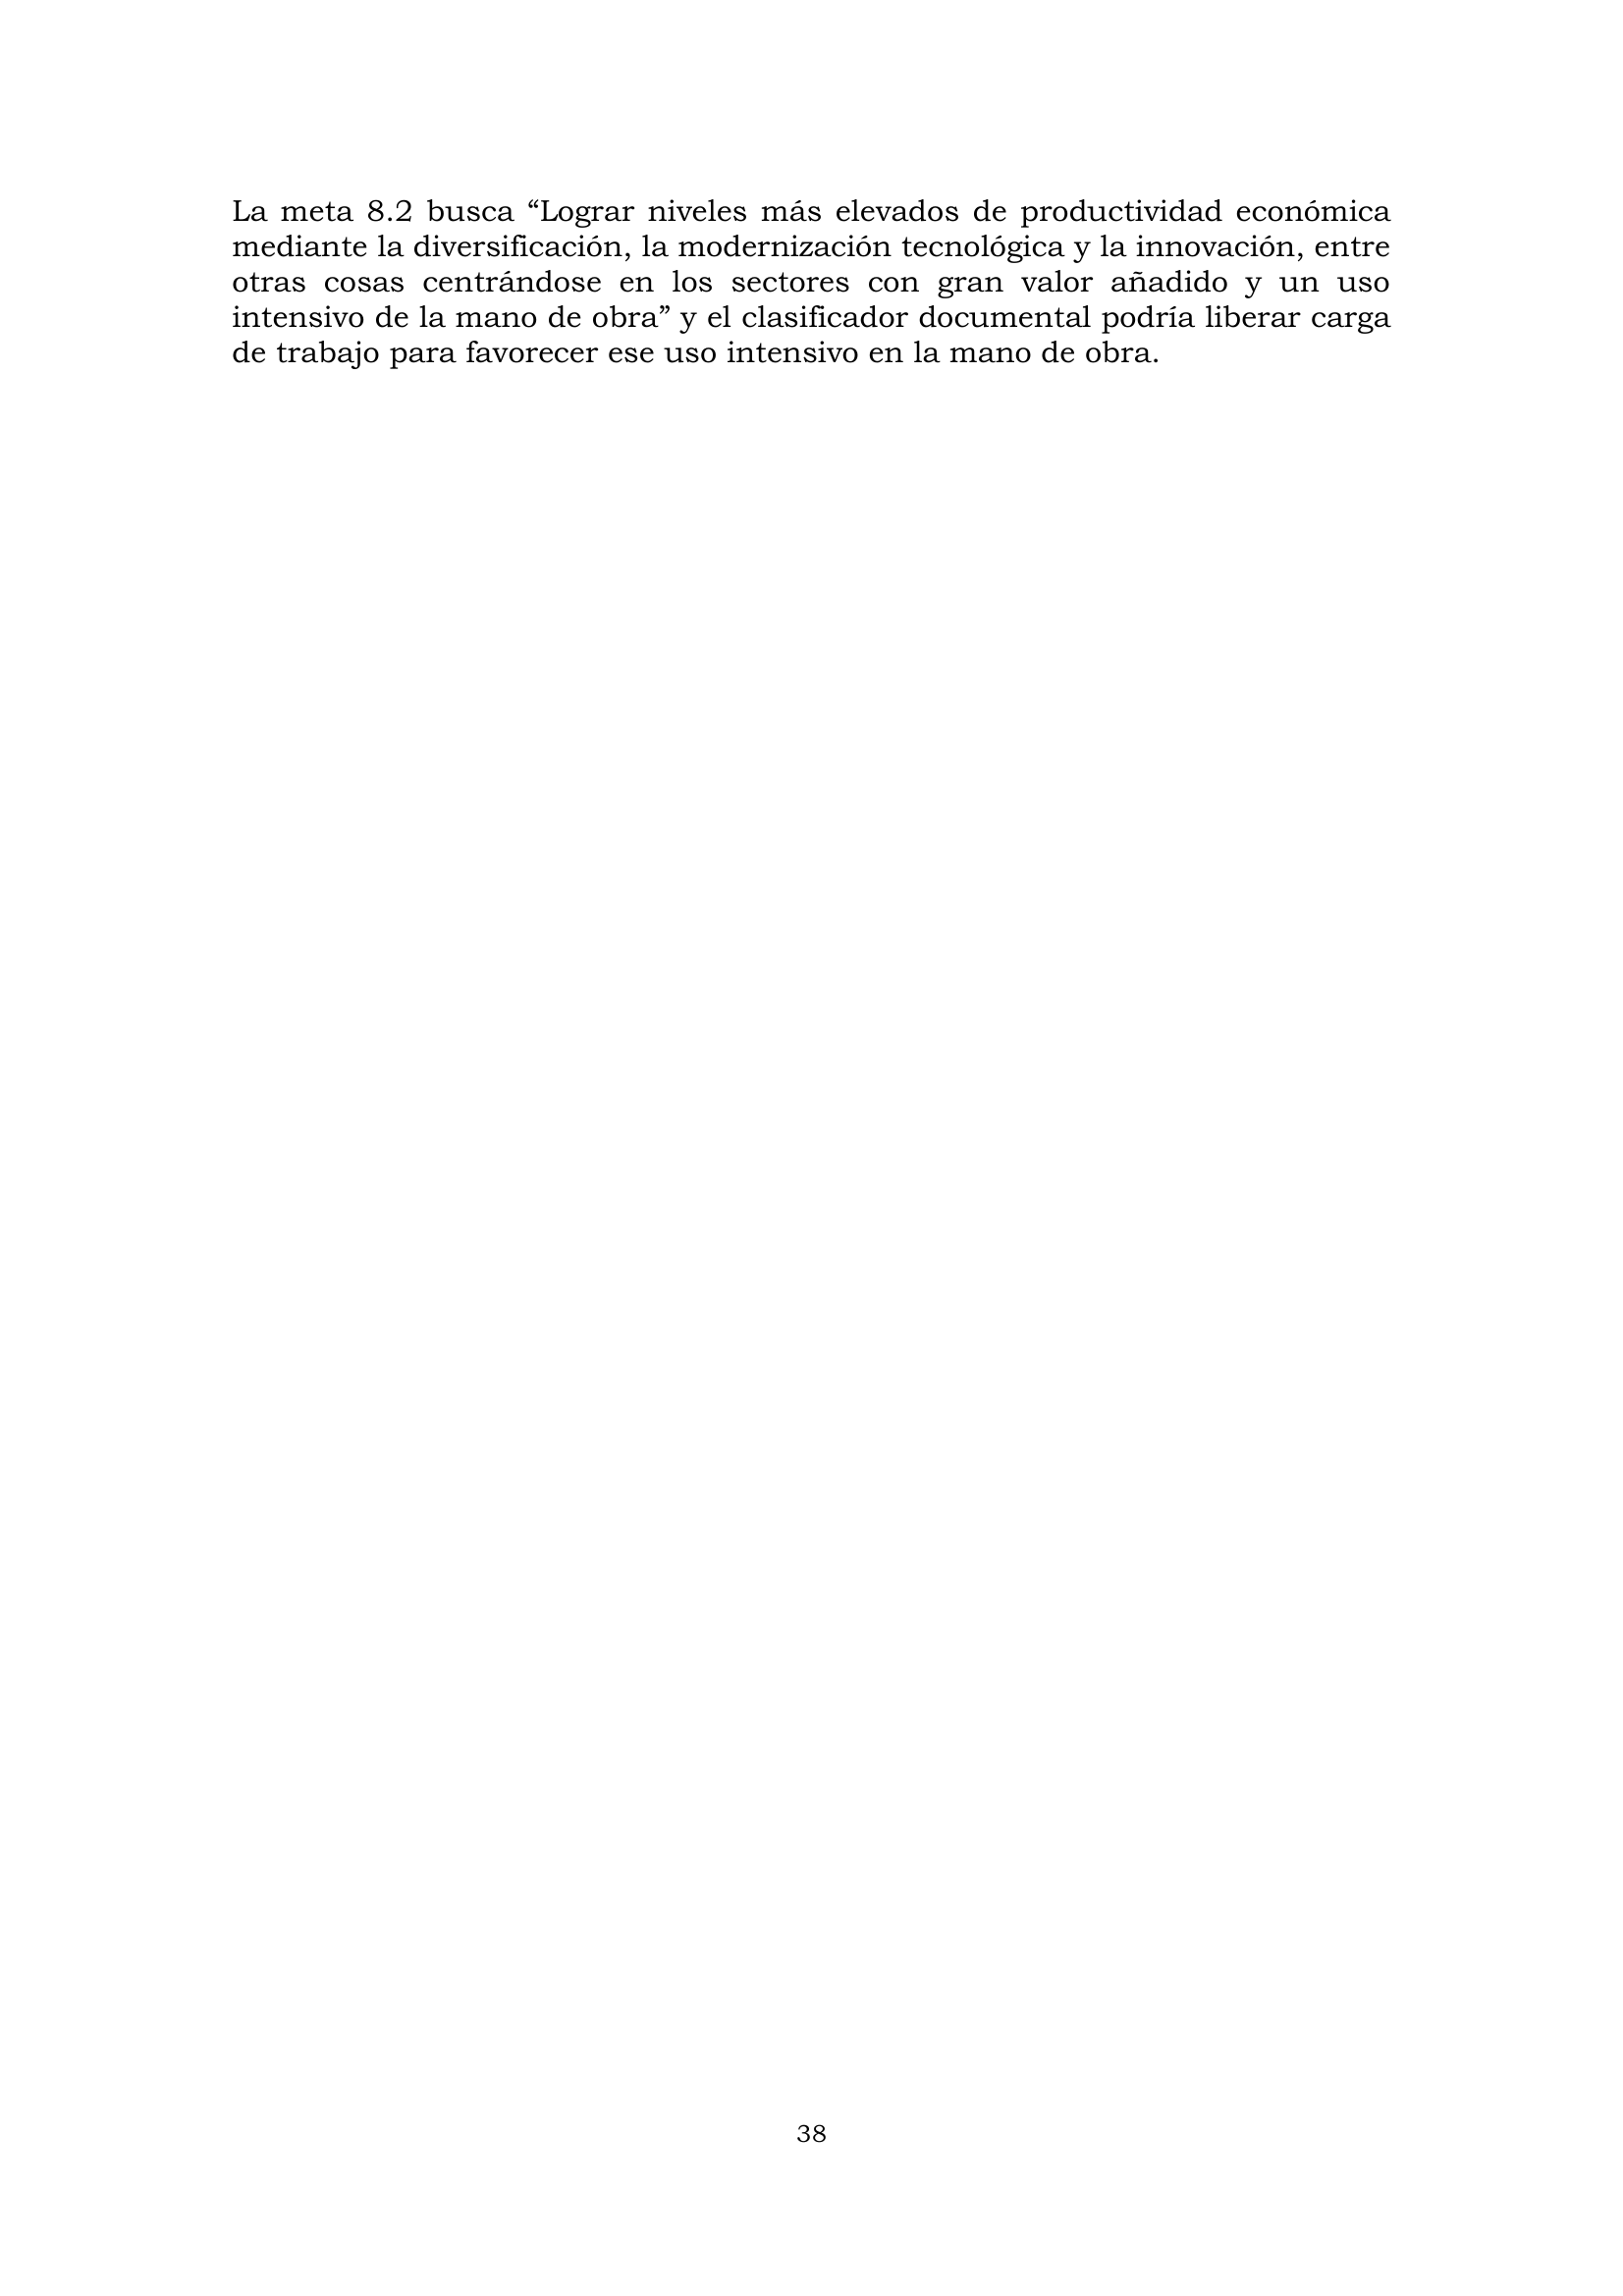 La meta 8.2 busca “Lograr niveles más elevados de productividad económica
mediante la diversificación, la modernización tecnológica y la innovación, entre
otras cosas centrándose en los sectores con gran valor añadido y un uso
intensivo de la mano de obra” y el clasificador documental podría liberar carga
de trabajo para favorecer ese uso intensivo en la mano de obra.
38